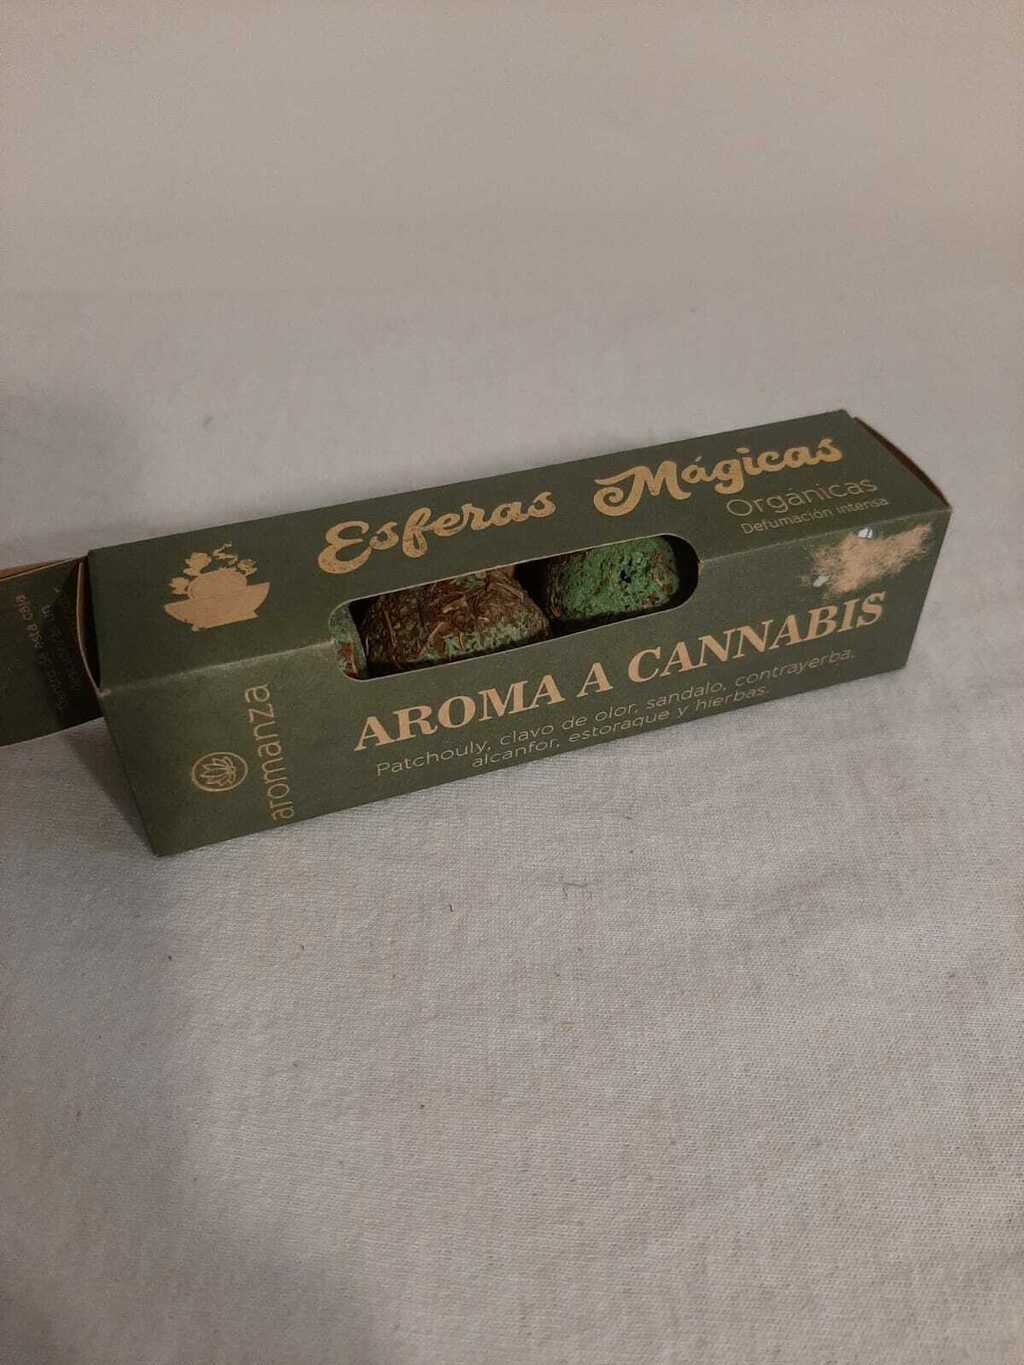 Esferas Mágicas
Orgánicas
Defumación intensa
AROMA A CANNABIS
Patchouly, clavo de olor, sandalo, contrayerba,
alcanfor, estoraque y hierbas.
aromanza